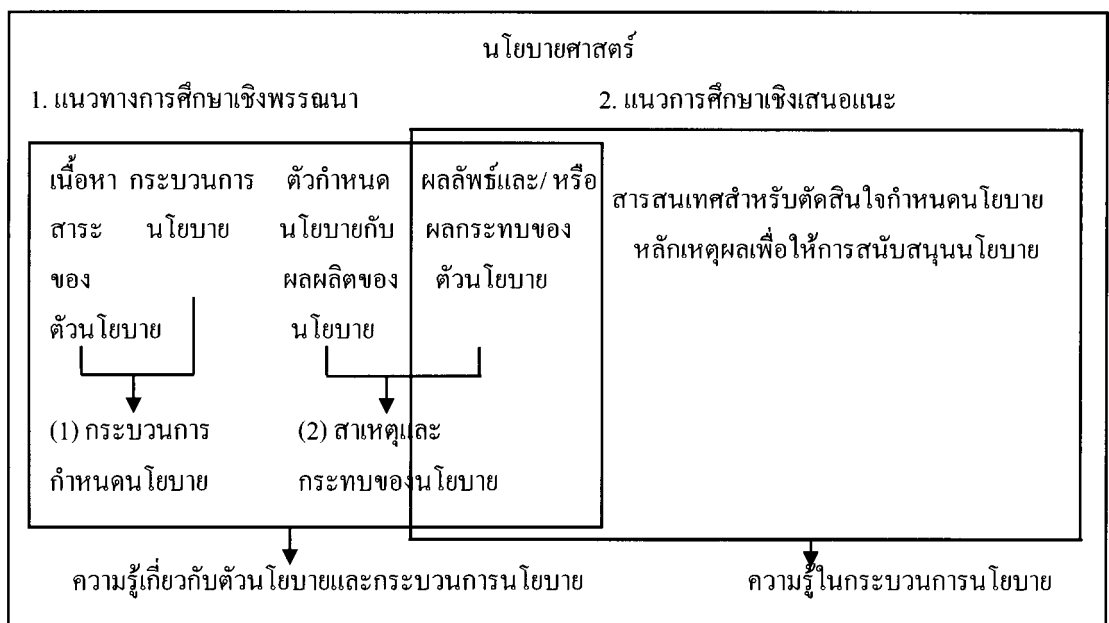 นโยบายศาสตร์
1. แนวทางการศึกษาเชิงพรรณนา
2. แนวการศึกษาเชิงเสนอแนะ
เนื้อหา
สาระ
ของ
ตัวนโยบาย
กระบวนการ
นโยบาย
ตัวกำหนด
นโยบายกับ
ผลผลิตของ
นโยบาย
ผลลัพธ์และ/ หรือ
ผลกระทบของ
ตัวนโยบาย
สารสนเทศสำหรับตัดสินใจกำหนดนโยบาย
หลักเหตุผลเพื่อให้การสนับสนุนนโยบาย
(1) กระบวนการ
กำหนดนโยบาย
(2) สาเหตุและ
กระทบของนโยบาย
ความรู้เกี่ยวกับตัวนโยบายและกระบวนการนโยบาย
ความรู้ในกระบวนการนโยบาย